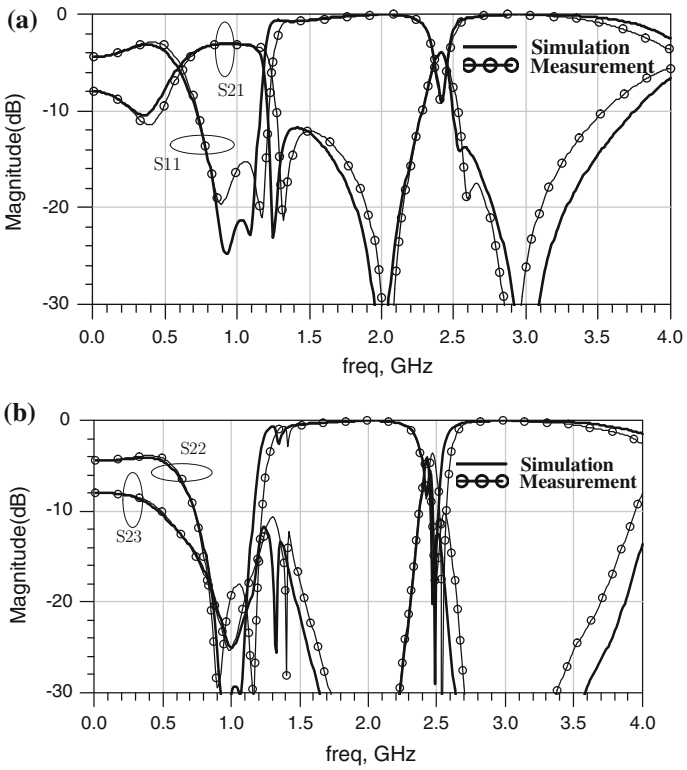 (a)
0
-10
-20
-30
Magnitude(dB)
S21
S11
Simulation
Measurement
0.0 0.5 1.0 1.5 2.0 2.5 3.0 3.5 4.0
freq, GHz
(b)
0
-10
-20
-30
Magnitude(dB)
S22
S23
Simulation
Measurement
0.0 0.5 1.0 1.5 2.0 2.5 3.0 3.5 4.0
freq, GHz